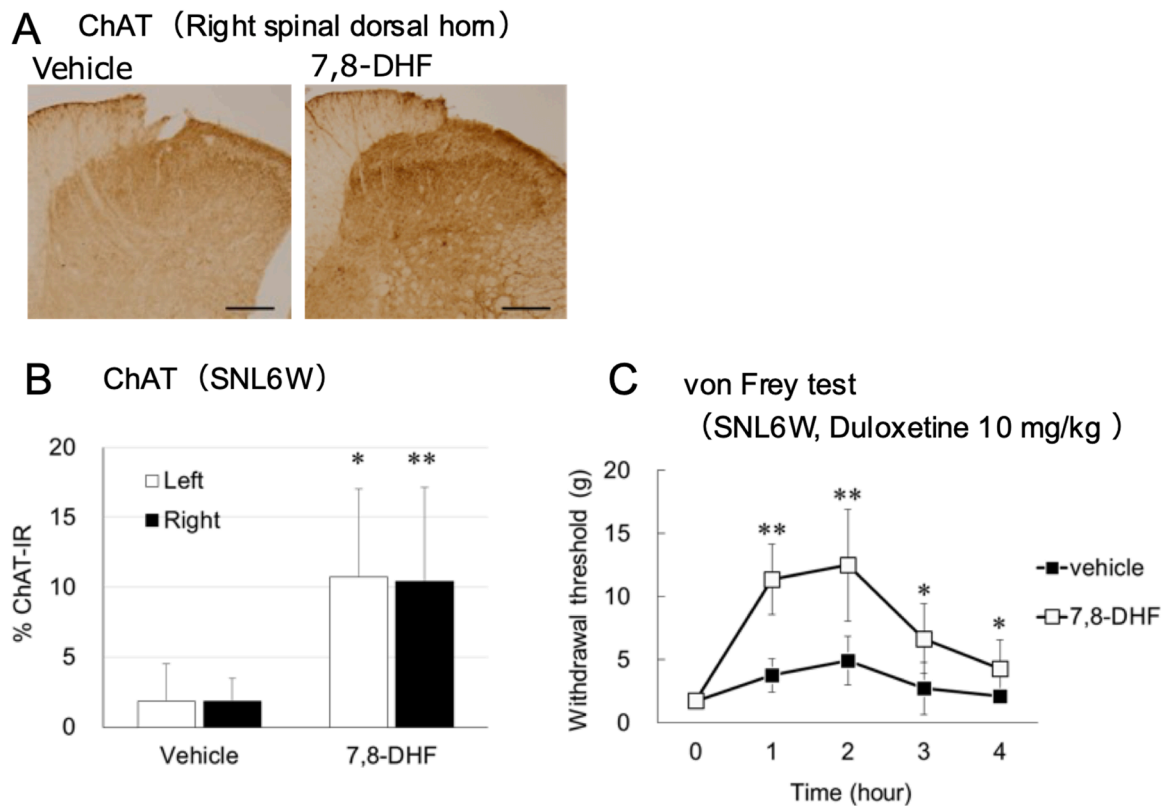 A ChAT（Right spinal dorsal horn）
Vehicle
7,8-DHF
B ChAT（SNL6W）
20
15
10
5
0
% ChAT-IR
Left
Right
*
**
Vehicle
7,8-DHF
C von Frey test
（SNL6W, Duloxetine 10 mg/kg ）
20
15
10
5
0
Withdrawal threshold (g)
**
**
*
*
vehicle
7,8-DHF
0 1 2 3 4
Time (hour)